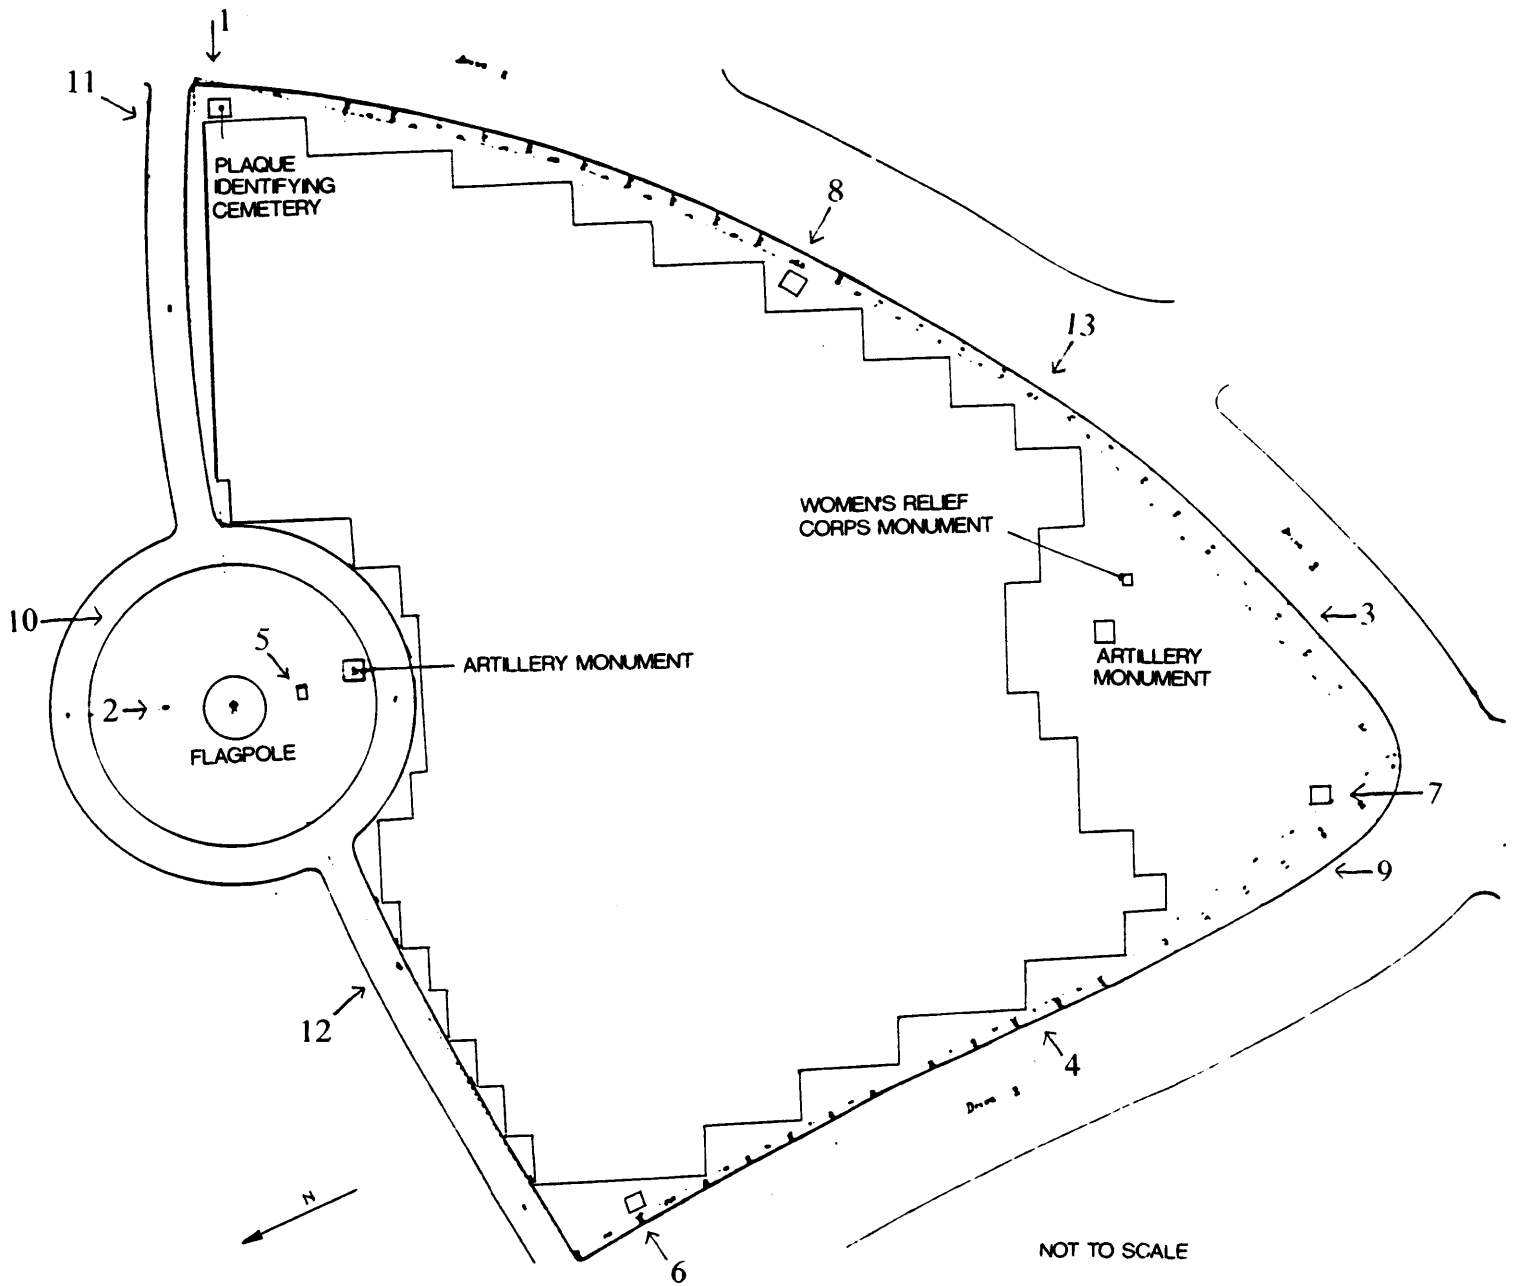 1
11
PLAQUE
IDENTIFYING
CEMETERY
8
13
WOMEN'S RELIEF
CORPS MONUMENT
10
5
3
ARTILLERY MONUMENT
ARTILLERY
MONUMENT
2
FLAGPOLE
7
9
12
4
N
6
NOT TO SCALE